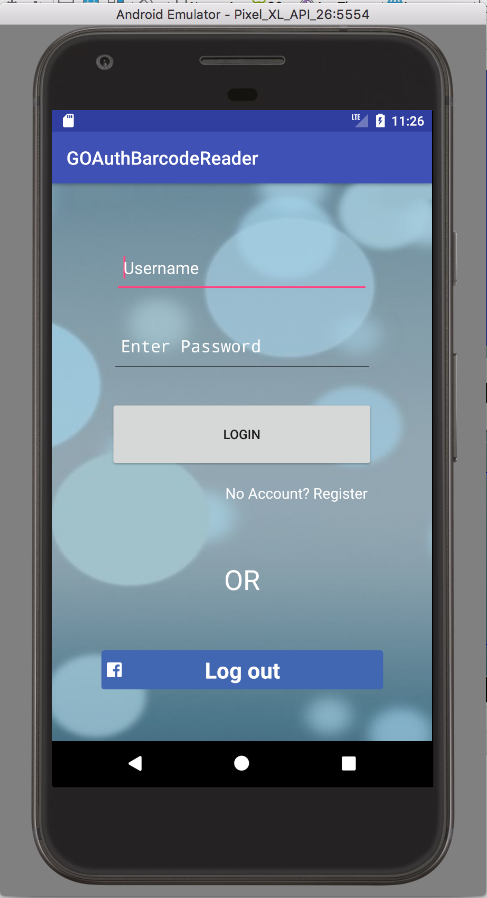 Android Emulator - Pixel_XL_API_26:5554
LTE 11:26
GOAuthBarcodeReader
Username
Enter Password
LOGIN
No Account? Register
OR
Log out